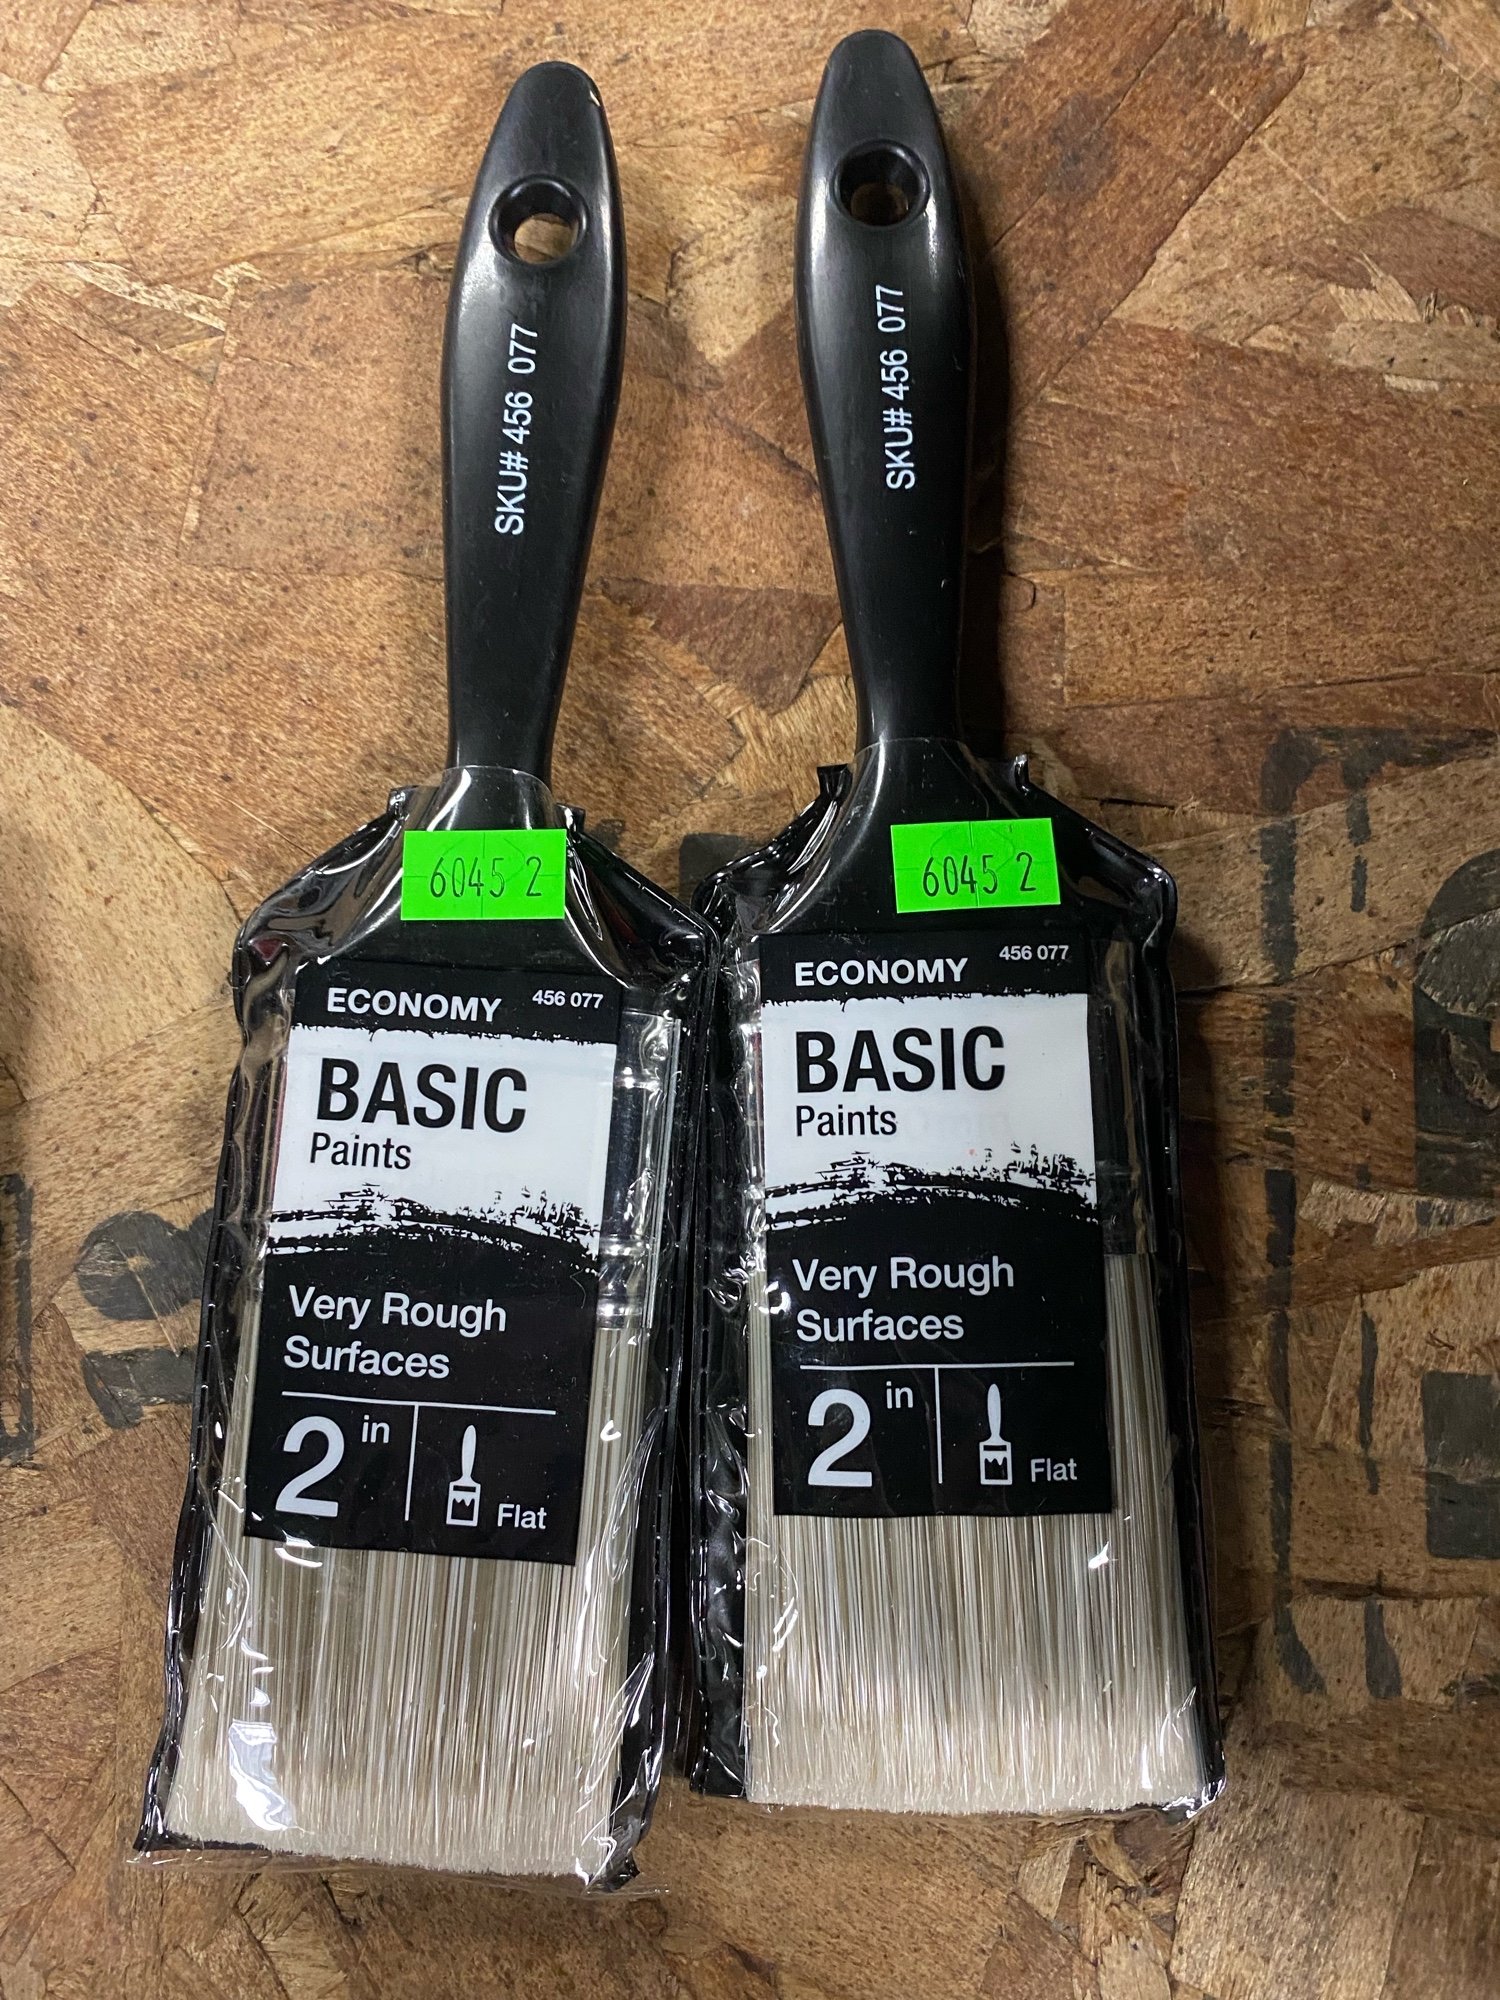 SKU# 456 077
6045 2
ECONOMY 456 077
BASIC
Paints
Very Rough
Surfaces
2 in
Flat
SKU# 456 077
6045 2
ECONOMY 456 077
BASIC
Paints
Very Rough
Surfaces
2 in
Flat